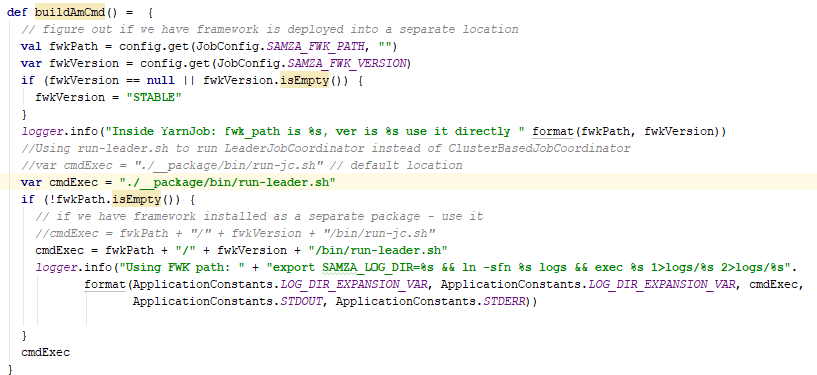 def buildAmCmd() =  {
  // figure out if we have framework is deployed into a separate location
  val fwkPath = config.get(JobConfig.SAMZA_FWK_PATH, "")
  var fwkVersion = config.get(JobConfig.SAMZA_FWK_VERSION)
  if (fwkVersion == null || fwkVersion.isEmpty()) {
    fwkVersion = "STABLE"
  }
  logger.info("Inside YarnJob: fwk_path is %s, ver is %s use it directly " format(fwkPath, fwkVersion))
  //Using run-leader.sh to run LeaderJobCoordinator instead of ClusterBasedJobCoordinator
  //var cmdExec = "./__package/bin/run-jc.sh" // default location
  var cmdExec = "./__package/bin/run-leader.sh"
  if (!fwkPath.isEmpty()) {
    // if we have framework installed as a separate package - use it
    //cmdExec = fwkPath + "/" + fwkVersion + "/bin/run-jc.sh"
    cmdExec = fwkPath + "/" + fwkVersion + "/bin/run-leader.sh"
    logger.info("Using FWK path: " + "export SAMZA_LOG_DIR=%s && ln -sfn %s logs && exec %s 1>logs/%s 2>logs/%s".
           format(ApplicationConstants.LOG_DIR_EXPANSION_VAR, ApplicationConstants.LOG_DIR_EXPANSION_VAR, cmdExec,
                  ApplicationConstants.STDOUT, ApplicationConstants.STDERR))
  }
  cmdExec
}